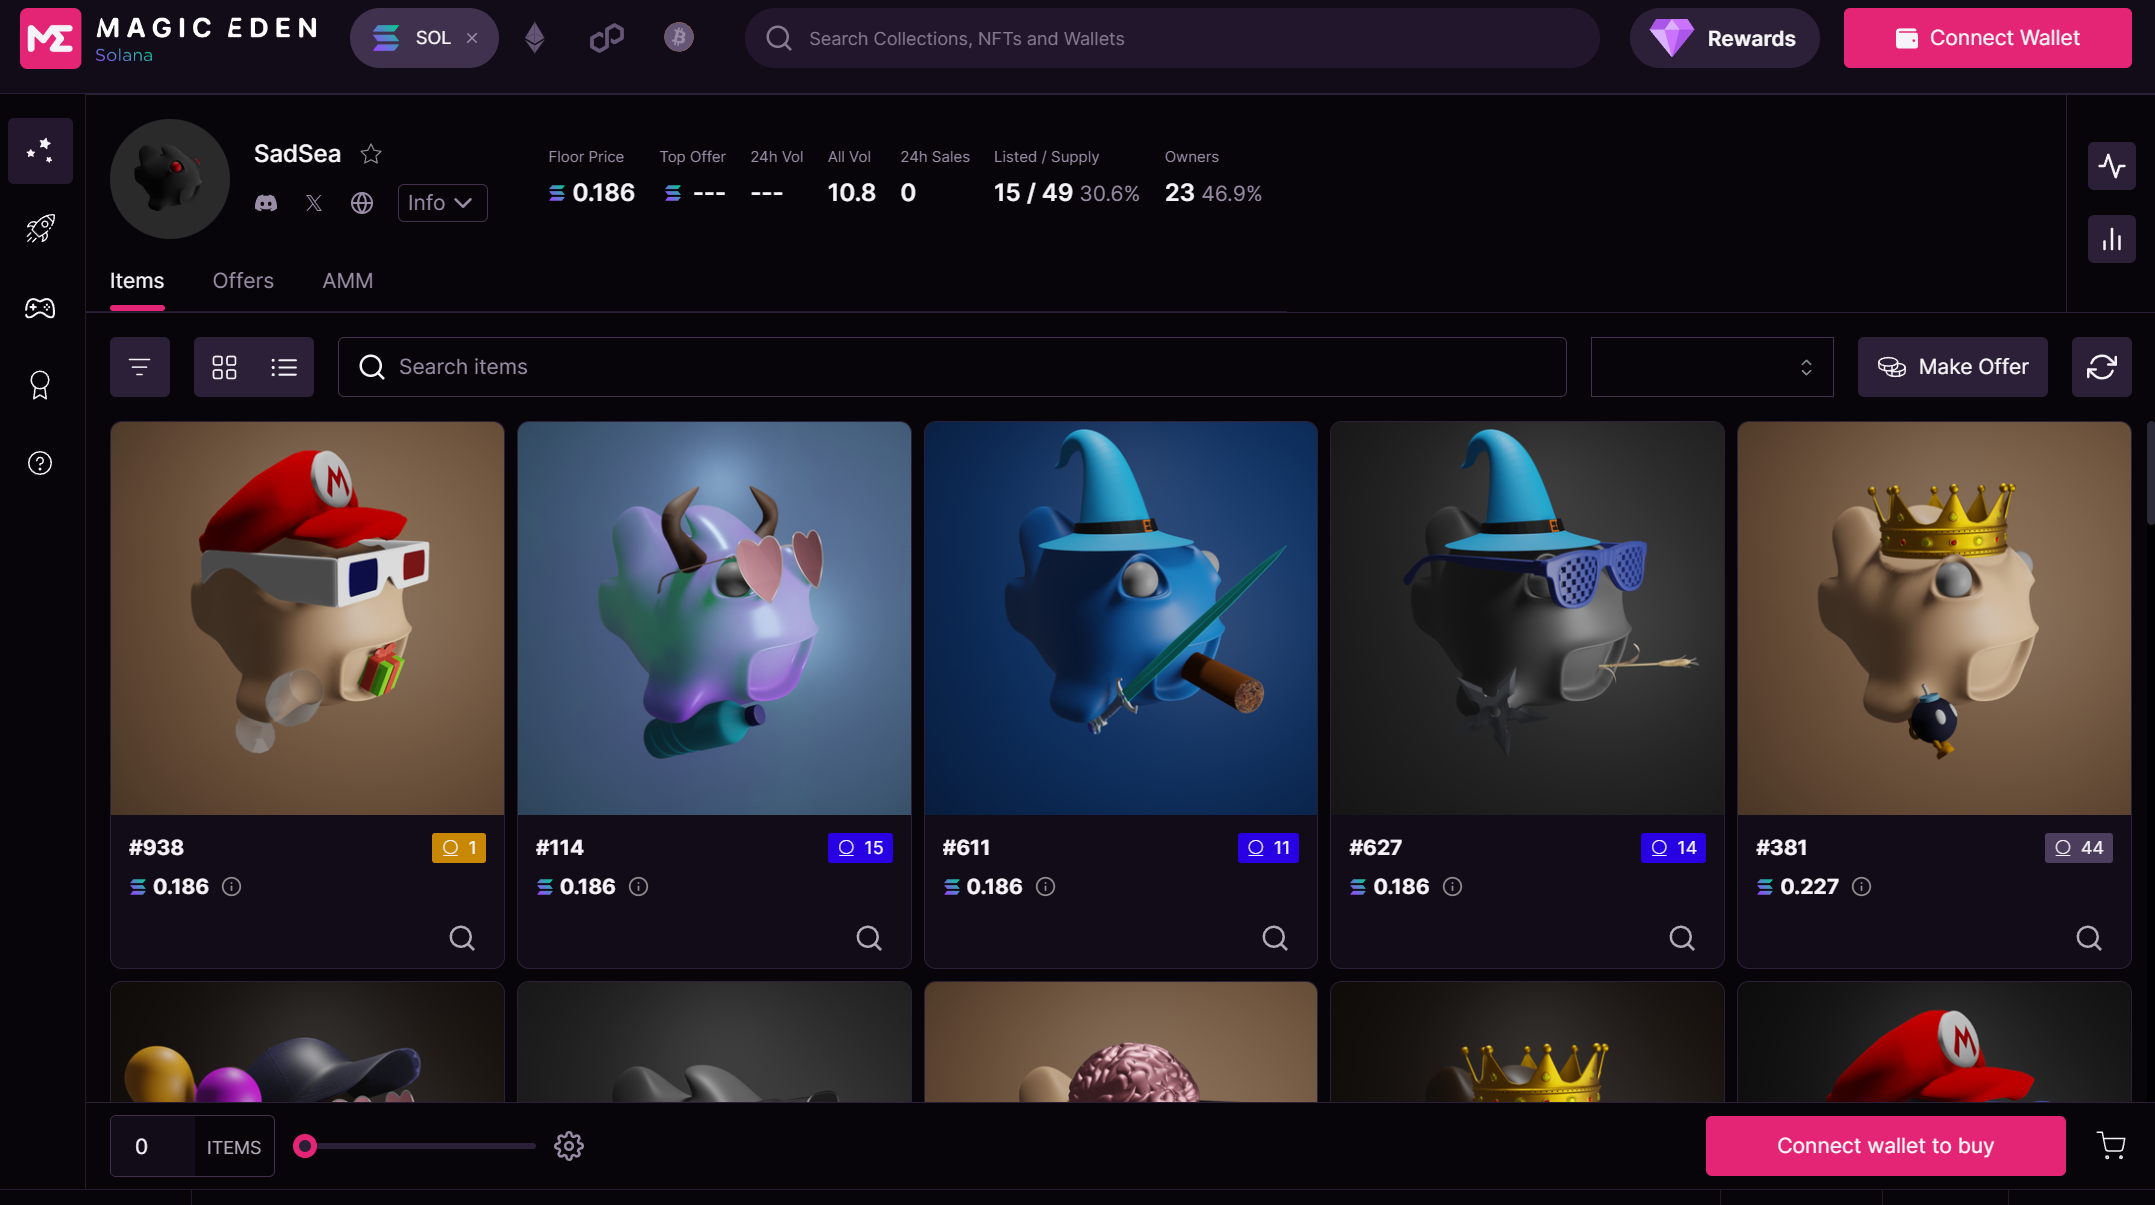 MAGIC EDEN
Solana
SOL
Search Collections, NFTs and Wallets
Rewards
Connect Wallet
SadSea
Info
Floor Price
0.186
Top Offer
---
24h Vol
---
All Vol
10.8
24h Sales
0
Listed / Supply
15 / 49 30.6%
Owners
23 46.9%
Items
Offers
AMM
Search items
Make Offer
M
#938
1
0.186
#114
15
0.186
#611
11
0.186
#627
14
0.186
#381
44
0.227
M
0
ITEMS
Connect wallet to buy